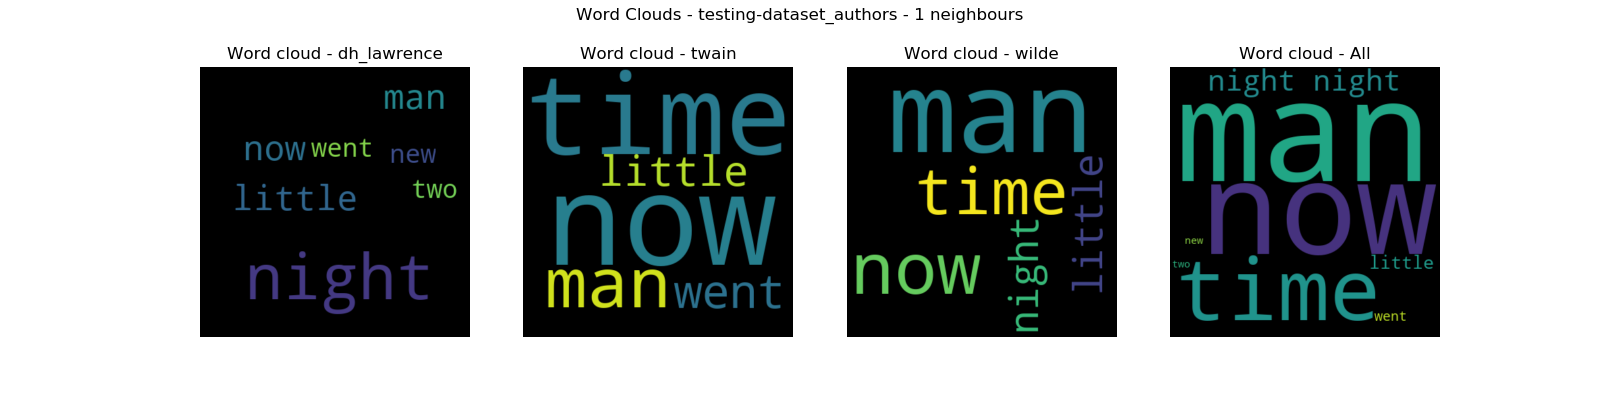 Word Clouds - testing-dataset_authors - 1 neighbours
Word cloud - dh_lawrence
man
now went new
little two
night
Word cloud - twain
time
little
now
man went
Word cloud - wilde
man
time
little
now
night
Word cloud - All
night night
man
now
new
two
little
time
went